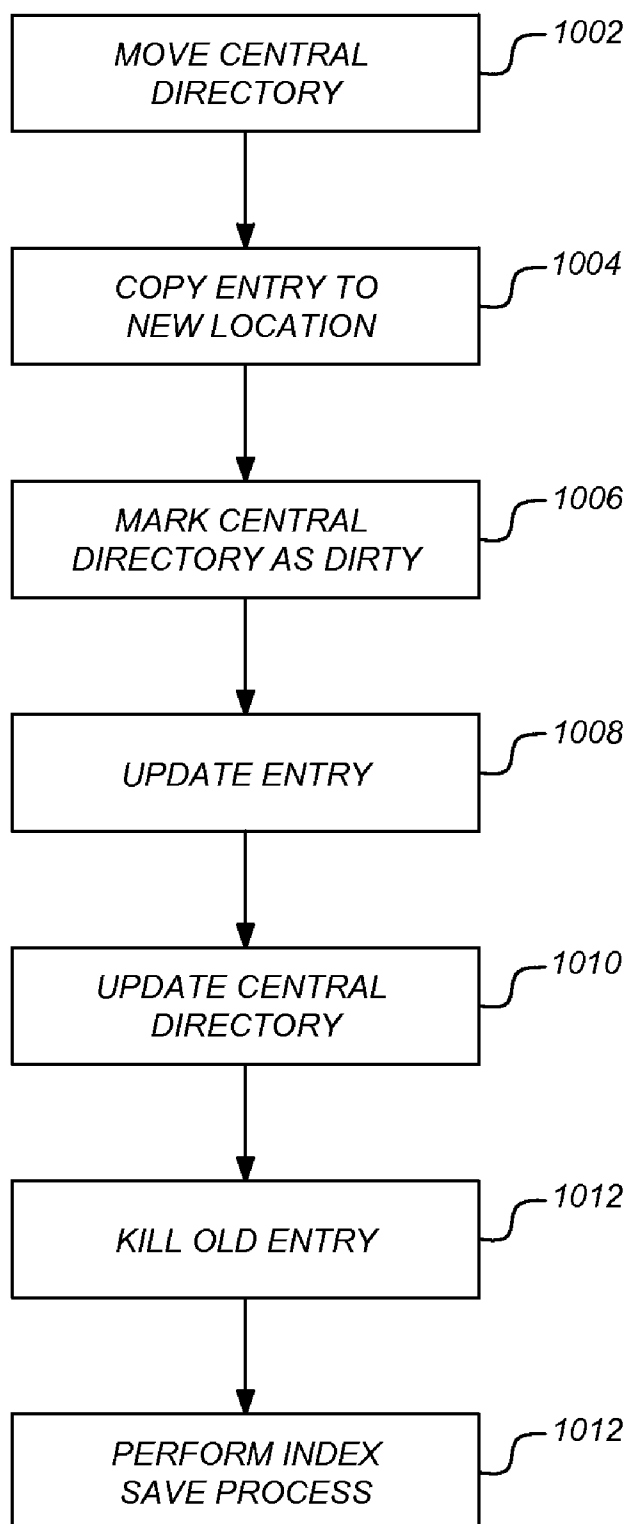 MOVE CENTRAL
DIRECTORY
1002
COPY ENTRY TO
NEW LOCATION
1004
MARK CENTRAL
DIRECTORY AS DIRTY
1006
UPDATE ENTRY
1008
UPDATE CENTRAL
DIRECTORY
1010
KILL OLD ENTRY
1012
PERFORM INDEX
SAVE PROCESS
1012